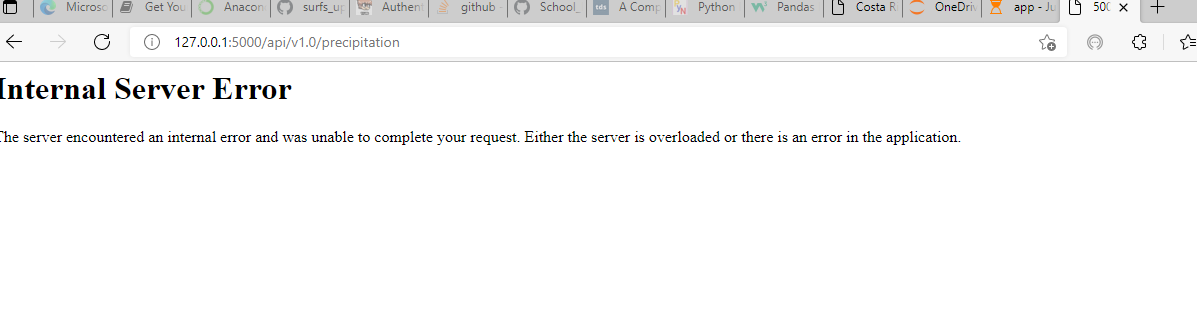 Microsc
Get You
Anacon
surfs_up
Authent
github -
School_
tds
A Comp
Python
Pandas
Costa R
OneDriv
app - Ju
500
127.0.0.1:5000/api/v1.0/precipitation
Internal Server Error
The server encountered an internal error and was unable to complete your request. Either the server is overloaded or there is an error in the application.